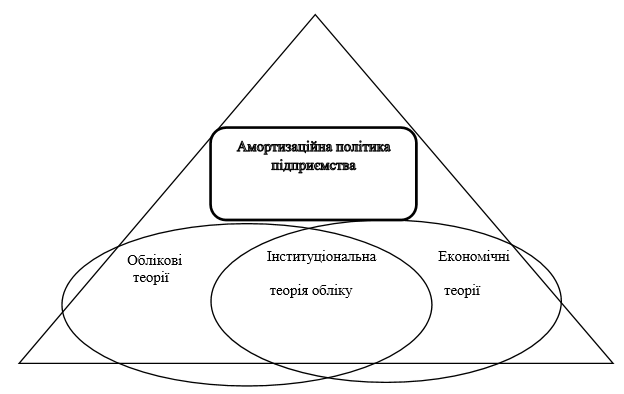 Амортизаційна політика
підприємства
Облікові
теорії
Інституціональна
теорія обліку
Економічні
теорії